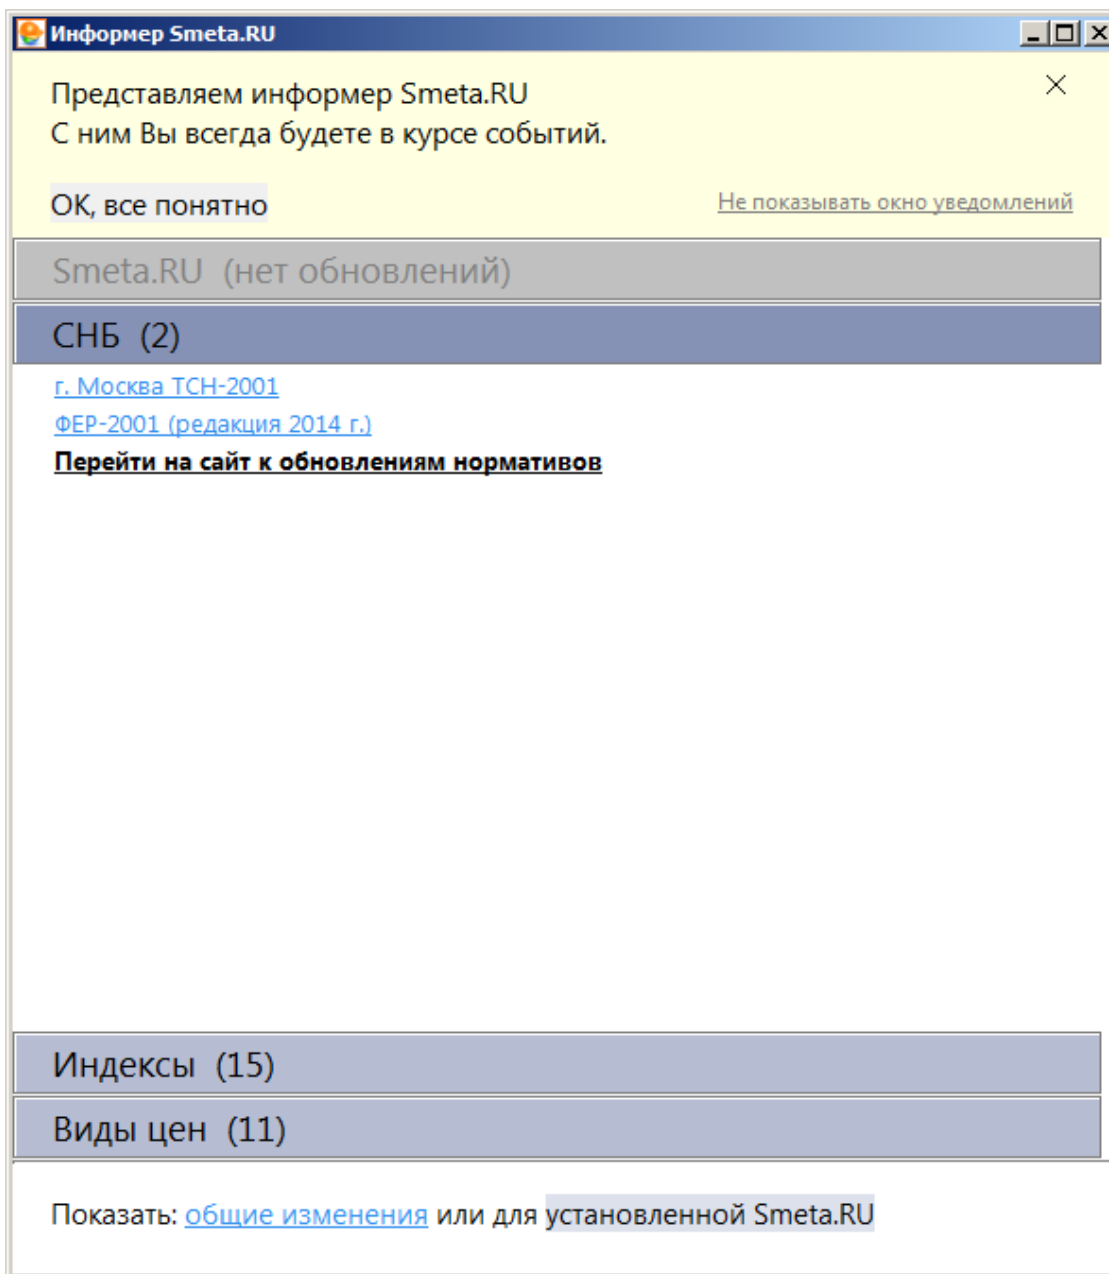 Информер Smeta.RU
Представляем информер Smeta.RU
С ним Вы всегда будете в курсе событий.
ОК, все понятно
Не показывать окно уведомлений
Smeta.RU (нет обновлений)
СНБ (2)
г. Москва ТСН-2001
ФЕР-2001 (редакция 2014 г.)
Перейти на сайт к обновлениям нормативов
Индексы (15)
Виды цен (11)
Показать: общие изменения или для установленной Smeta.RU